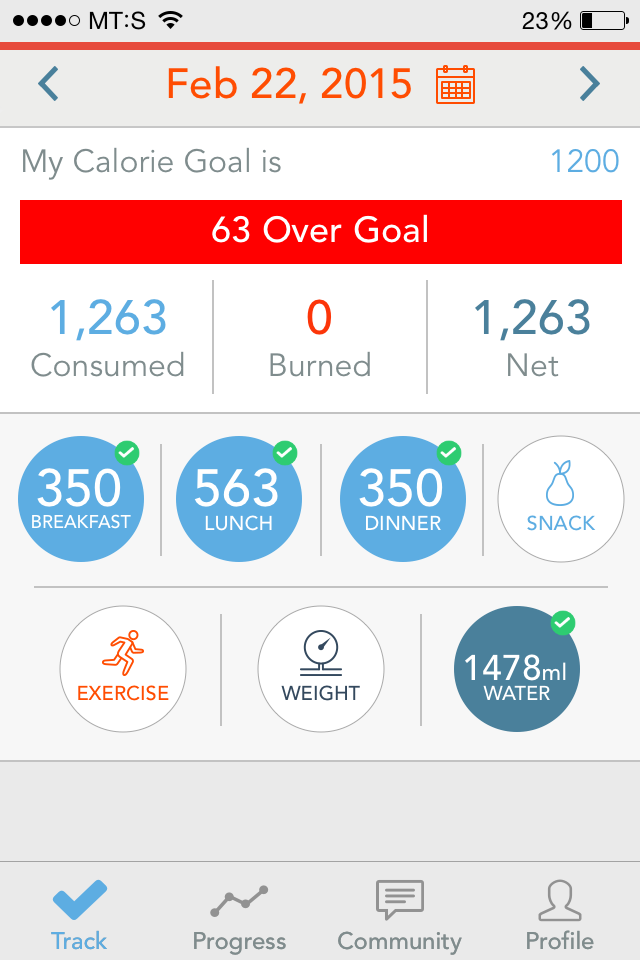 MT:S 23%
Feb 22, 2015
My Calorie Goal is 1200
63 Over Goal
1,263 0 1,263
Consumed Burned Net
350 563 350
BREAKFAST LUNCH DINNER SNACK
1478ml
EXERCISE WEIGHT WATER
Track Progress Community Profile